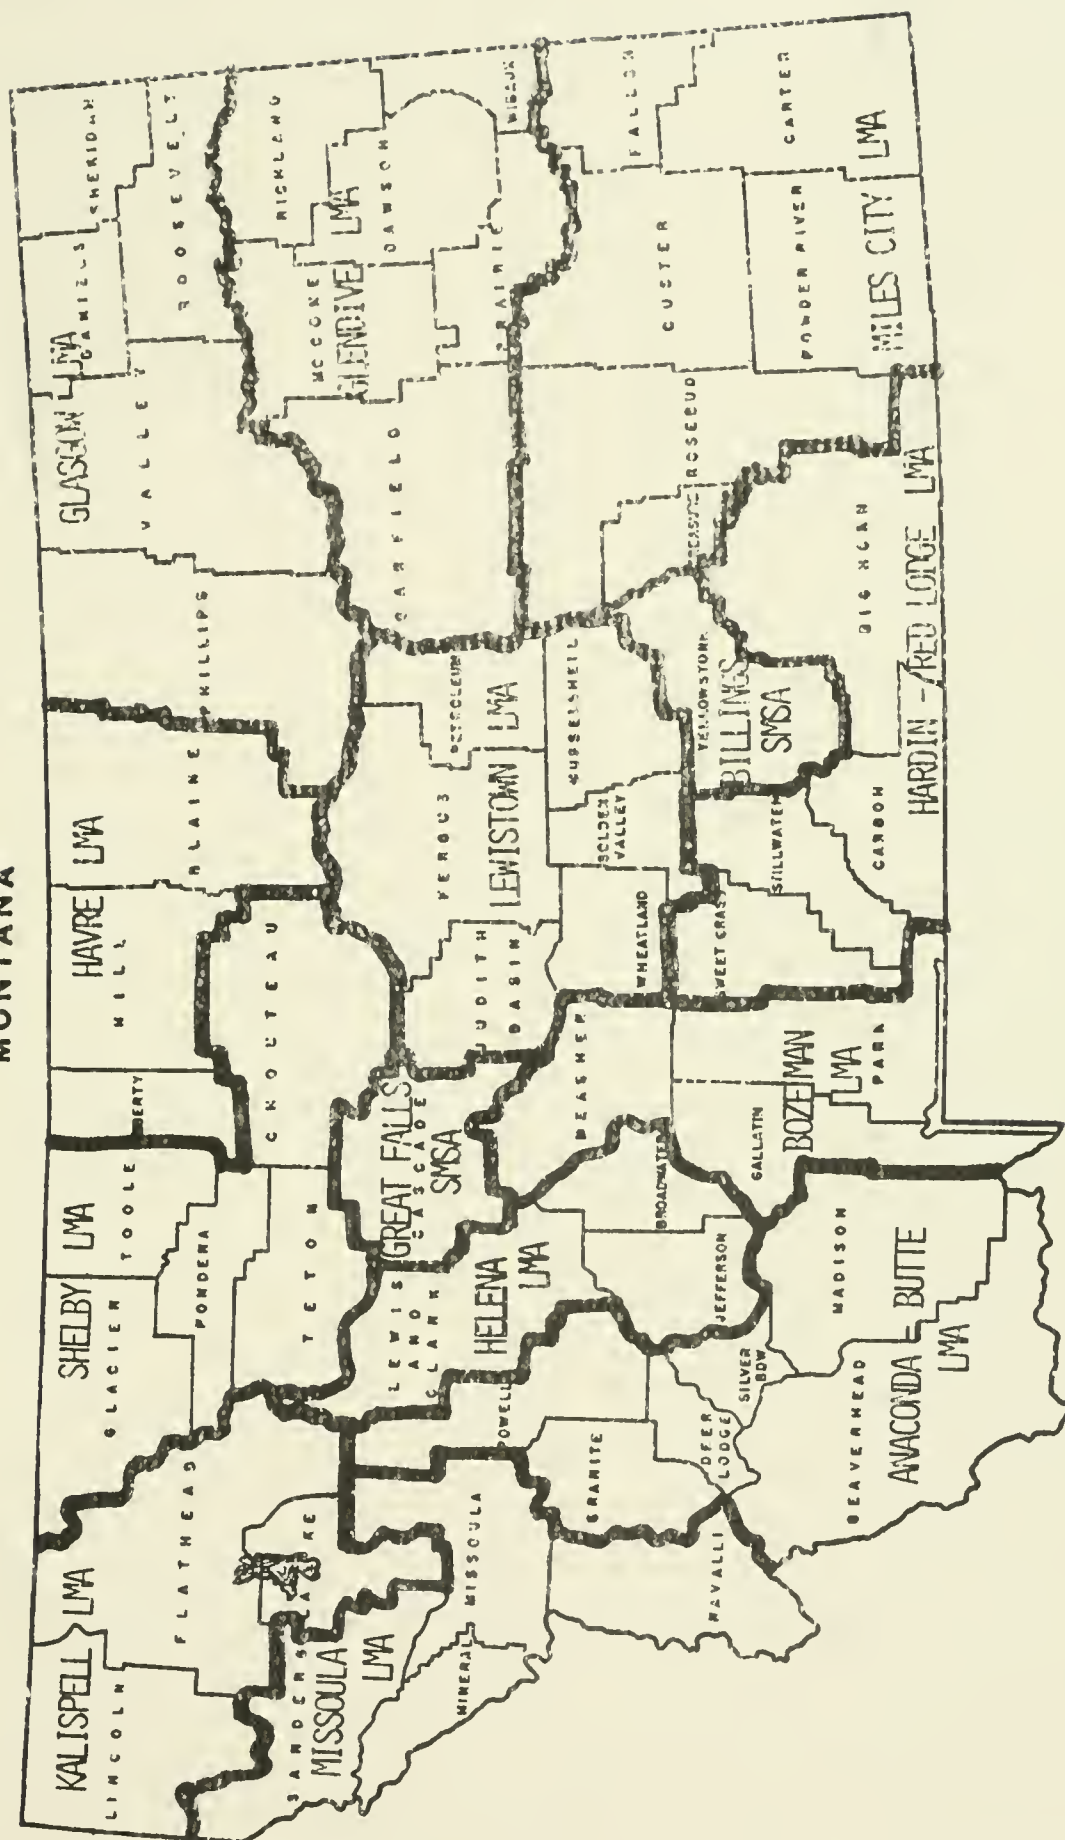 MONTANA
KALISPELL LMA
LINCOLN
FLATHEAD
SHELBY LMA
GLACIER
TOOLE
PONDERA
LIBERTY
HAVRE LMA
HILL
BLAINE
CHOUTEAU
PHILLIPS
GLASGOW LMA
VALLEY
DANIELS
SHERIDAN
ROOSEVELT
RICHLAND
MCCONE
GLENDIVE LMA
DAWSON
PRAIRIE
WIBAUX
GARFIELD
SANDERS
LAKE
MISSOULA
LMA
MINERAL
MISSOULA
TETON
LEWIS
AND
CLARK
GREAT FALLS
CASCADE
SMSA
HELENA
LMA
POWELL
GRANITE
RAVALLI
DEER
LODGE
SILVER
BOW
JEFFERSON
BROADWATER
MEAGHER
JUDITH
BASIN
FERGUS
LEWISTOWN LMA
PETROLEUM
MUSSELSHELL
GOLDEN
VALLEY
WHEATLAND
SWEET GRASS
STILLWATER
CARBON
YELLOWSTONE
BILLINGS
SMSA
TREASURE
ROSEBUD
BIG HORN
HARDIN - RED LODGE LMA
CUSTER
FALLON
CARTER
POWDER RIVER
MILES CITY LMA
GALLATIN
BOZEMAN
LMA
PARK
MADISON
BEAVERHEAD
ANACONDA - BUTTE
LMA